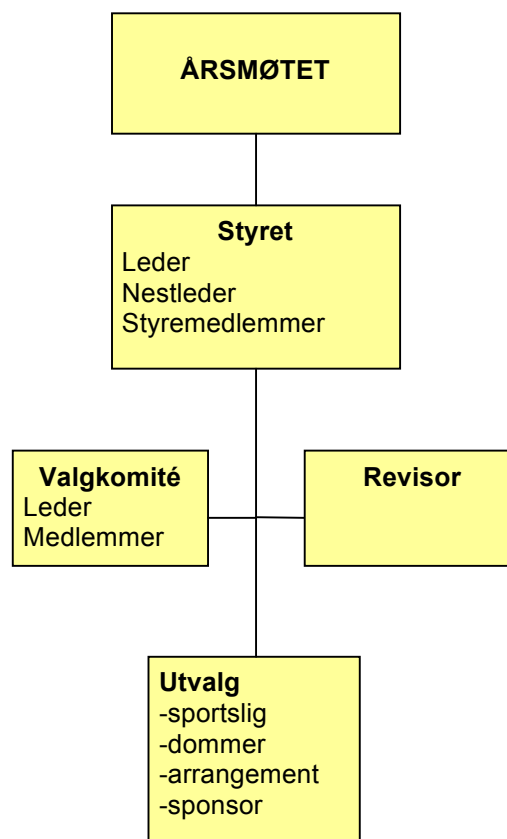 ÅRSMØTET
Styret
Leder
Nestleder
Styremedlemmer
Valgkomité
Leder
Medlemmer
Revisor
Utvalg
-sportslig
-dommer
-arrangement
-sponsor